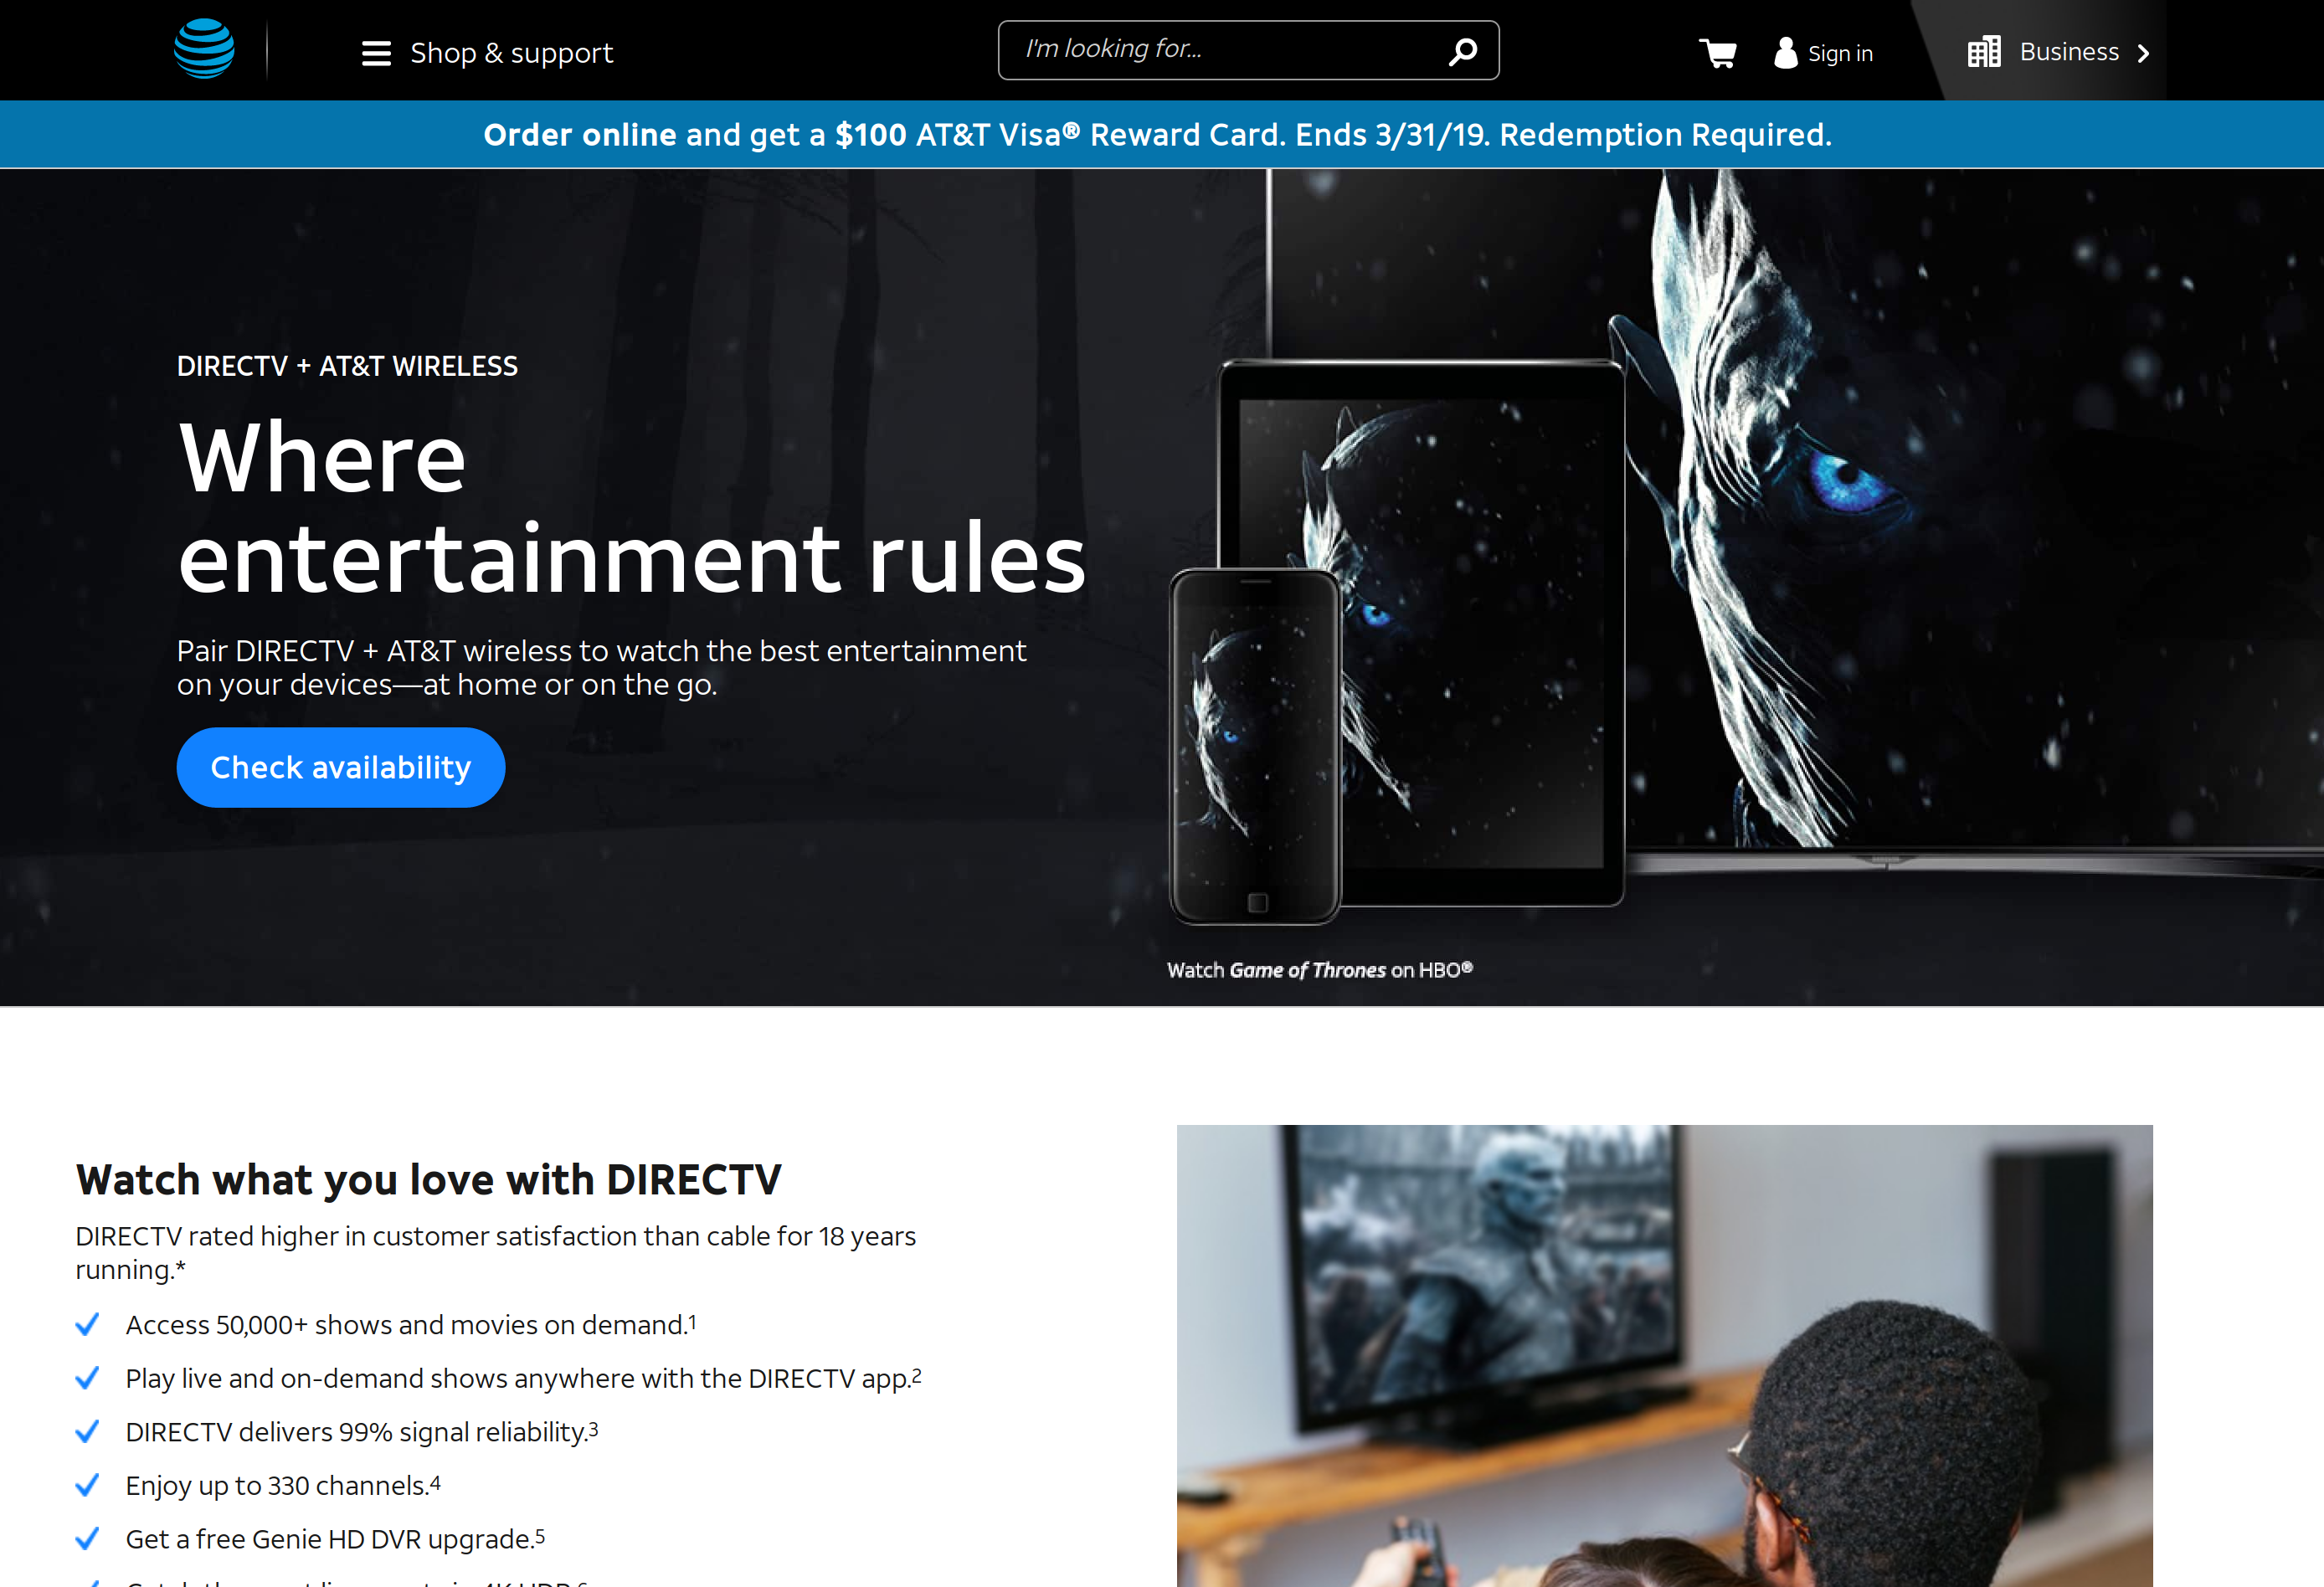 Shop & support
I'm looking for...
Sign in
Business
Order online and get a $100 AT&T Visa® Reward Card. Ends 3/31/19. Redemption Required.
DIRECTV + AT&T WIRELESS
Where
entertainment rules
Pair DIRECTV + AT&T wireless to watch the best entertainment
on your devices—at home or on the go.
Check availability
Watch Game of Thrones on HBO®
Watch what you love with DIRECTV
DIRECTV rated higher in customer satisfaction than cable for 18 years
running.*
Access 50,000+ shows and movies on demand.1
Play live and on-demand shows anywhere with the DIRECTV app.2
DIRECTV delivers 99% signal reliability.3
Enjoy up to 330 channels.4
Get a free Genie HD DVR upgrade.5